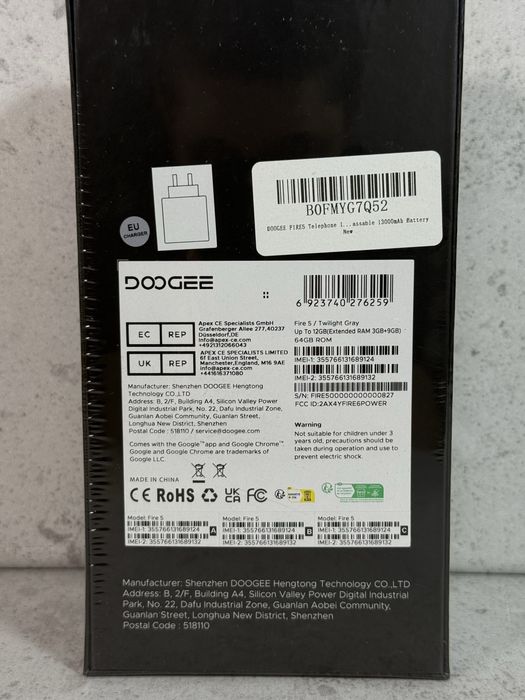 EU
CHARGER
B0FMYG7Q52
DOOGEE FIRE5 Telephone i...assable 13000mAh Battery
New
DOOGEE
6 923740 276259
EC REP
Apex CE Specialists GmbH
Grafenberger Allee 277,40237
Düsseldorf,DE
info@apex-ce.com
+492112066043
UK REP
APEX CE SPECIALISTS LIMITED
6f East Union Street,
Manchester,England, M16 9AE
info@apex-ce.com
+441616371080
Manufacturer: Shenzhen DOOGEE Hengtong
Technology CO.,LTD
Address: B, 2/F, Building A4, Silicon Valley Power
Digital Industrial Park, No. 22, Dafu Industrial Zone,
Guanlan Aobei Community, Guanlan Street,
Longhua New District, Shenzhen
Postal Code : 518110 / service@doogee.com
Comes with the Google™app and Google Chrome™.
Google and Google Chrome are trademarks of
Google LLC.
MADE IN CHINA
CE RoHS UK CA FC
Fire 5 / Twilight Gray
Up To 12GB(Extended RAM 3GB+9GB)
64GB ROM
IMEI-1: 355766131689124
IMEI-2: 355766131689132
S/N: FIRE500000000000827
FCC ID:2AX4YFIRE6POWER
Warning
Not suitable for children under 3
years old, precautions should be
taken during operation and use to
prevent electric shock.
Model: Fire 5
IMEI-1: 355766131689124
IMEI-2: 355766131689132
A
Model: Fire 5
IMEI-1: 355766131689124
IMEI-2: 355766131689132
B
Model: Fire 5
IMEI-1: 355766131689124
IMEI-2: 355766131689132
C
Manufacturer: Shenzhen DOOGEE Hengtong Technology CO.,LTD
Address: B, 2/F, Building A4, Silicon Valley Power Digital Industrial
Park, No. 22, Dafu Industrial Zone, Guanlan Aobei Community,
Guanlan Street, Longhua New District, Shenzhen
Postal Code : 518110